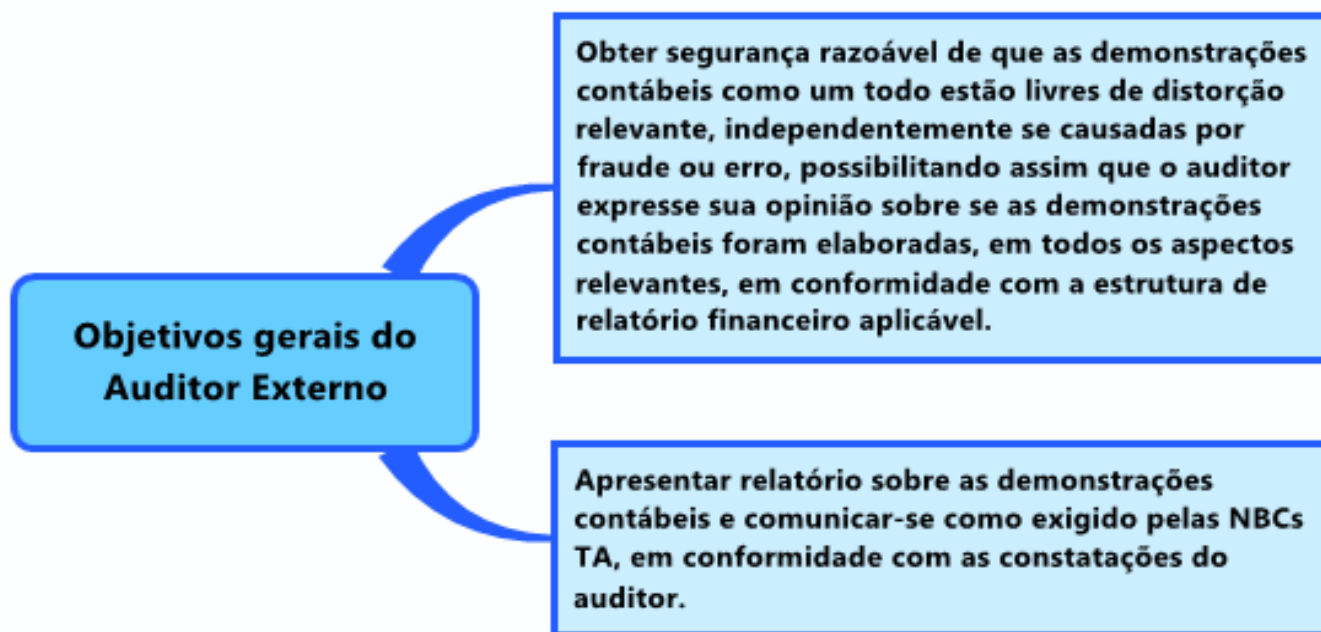 Obter segurança razoável de que as demonstrações
contábeis como um todo estão livres de distorção
relevante, independentemente se causadas por
fraude ou erro, possibilitando assim que o auditor
expresse sua opinião sobre se as demonstrações
contábeis foram elaboradas, em todos os aspectos
relevantes, em conformidade com a estrutura de
relatório financeiro aplicável.
Objetivos gerais do
Auditor Externo
Apresentar relatório sobre as demonstrações
contábeis e comunicar-se como exigido pelas NBCs
TA, em conformidade com as constatações do
auditor.